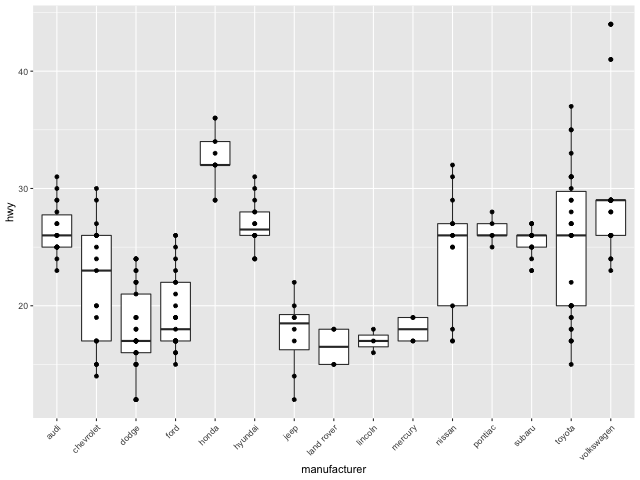 hwy
40
30
20
audi
chevrolet
dodge
ford
honda
hyundai
jeep
land rover
lincoln
mercury
nissan
pontiac
subaru
toyota
volkswagen
manufacturer